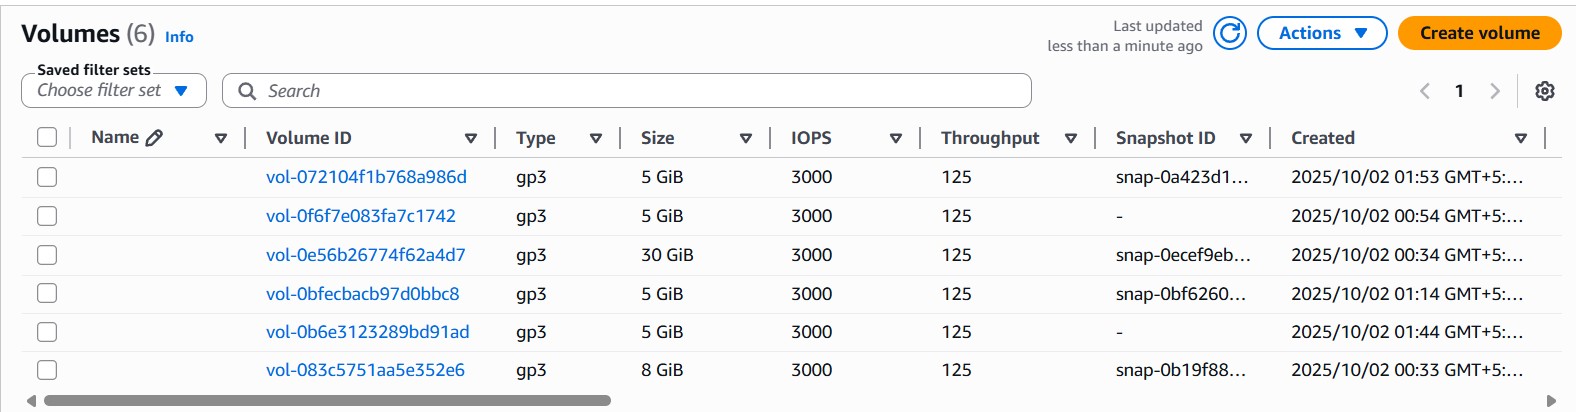 Volumes (6) Info
Last updated
less than a minute ago
Actions
Create volume
Saved filter sets
Choose filter set
Search
1
Name Volume ID Type Size IOPS Throughput Snapshot ID Created
vol-072104f1b768a986d gp3 5 GiB 3000 125 snap-0a423d1... 2025/10/02 01:53 GMT+5:...
vol-0f6f7e083fa7c1742 gp3 5 GiB 3000 125 - 2025/10/02 00:54 GMT+5:...
vol-0e56b26774f62a4d7 gp3 30 GiB 3000 125 snap-0ecef9eb... 2025/10/02 00:34 GMT+5:...
vol-0bfecbacb97d0bbc8 gp3 5 GiB 3000 125 snap-0bf6260... 2025/10/02 01:14 GMT+5:...
vol-0b6e3123289bd91ad gp3 5 GiB 3000 125 - 2025/10/02 01:44 GMT+5:...
vol-083c5751aa5e352e6 gp3 8 GiB 3000 125 snap-0b19f88... 2025/10/02 00:33 GMT+5:...